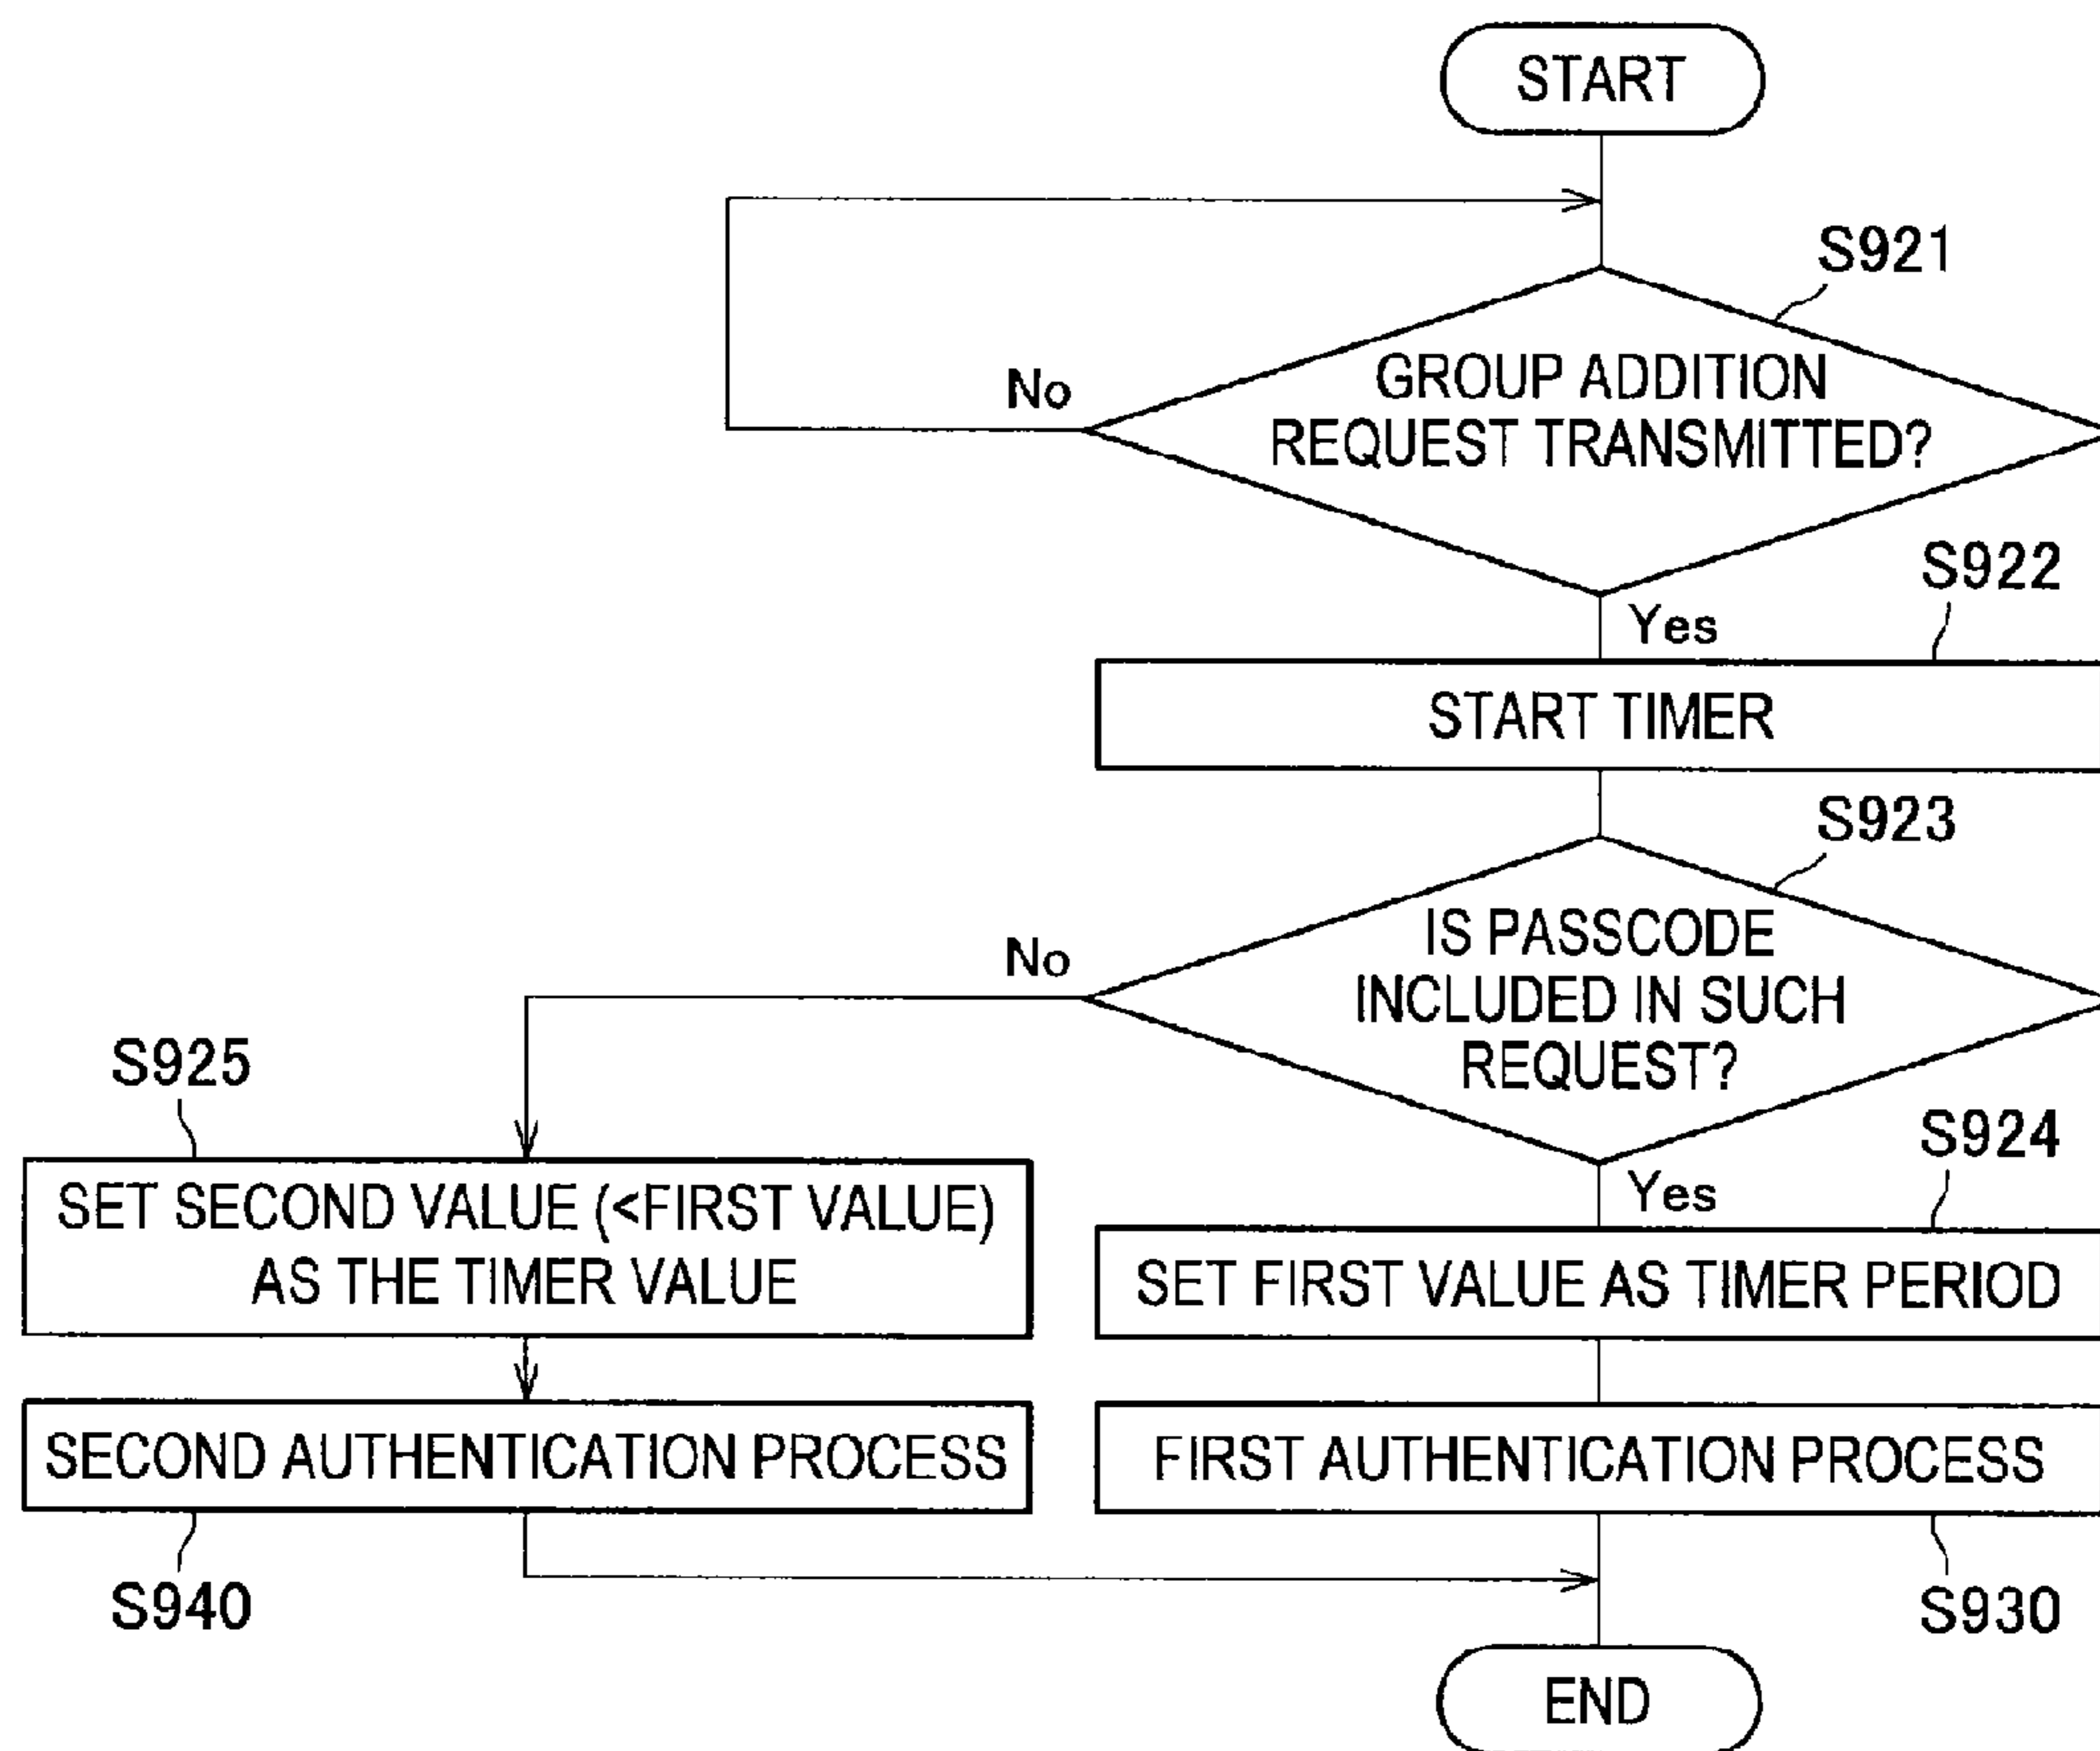 START
S921
GROUP ADDITION
REQUEST TRANSMITTED?
No
Yes
S922
START TIMER
S923
IS PASSCODE
INCLUDED IN SUCH
REQUEST?
No
Yes
S925
SET SECOND VALUE (<FIRST VALUE)
AS THE TIMER VALUE
S924
SET FIRST VALUE AS TIMER PERIOD
SECOND AUTHENTICATION PROCESS
S940
FIRST AUTHENTICATION PROCESS
S930
END